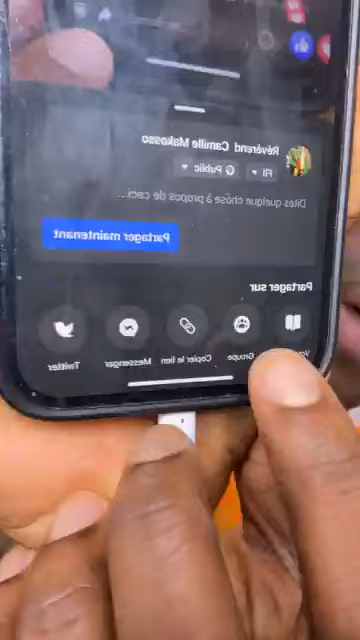 Révérend Camille Makosso
Fil Public
Dites quelque chose à propos de ceci...
Partager maintenant
Partager sur
Groupe Copier le lien Messenger Twitter